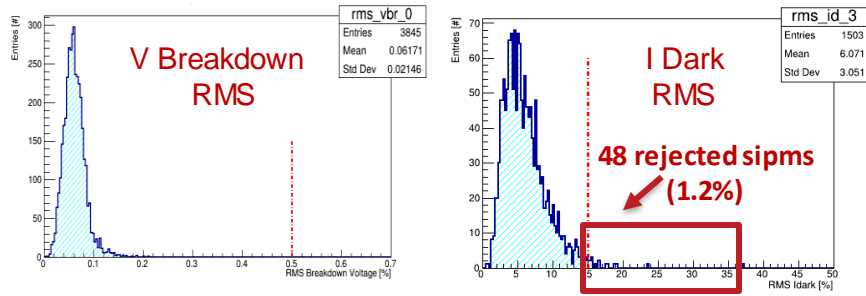 rms_vbr_0
Entries 3845
Mean 0.06171
Std Dev 0.02146
Entries [#]
300
250
200
150
100
50
0
V Breakdown
RMS
0 0.1 0.2 0.3 0.4 0.5 0.6 0.7
RMS Breakdown Voltage [%]
rms_id_3
Entries 1503
Mean 6.071
Std Dev 3.051
Entries [#]
70
60
50
40
30
20
10
0
I Dark
RMS
48 rejected sipms
(1.2%)
0 5 10 15 20 25 30 35 40 45 50
RMS Idark [%]